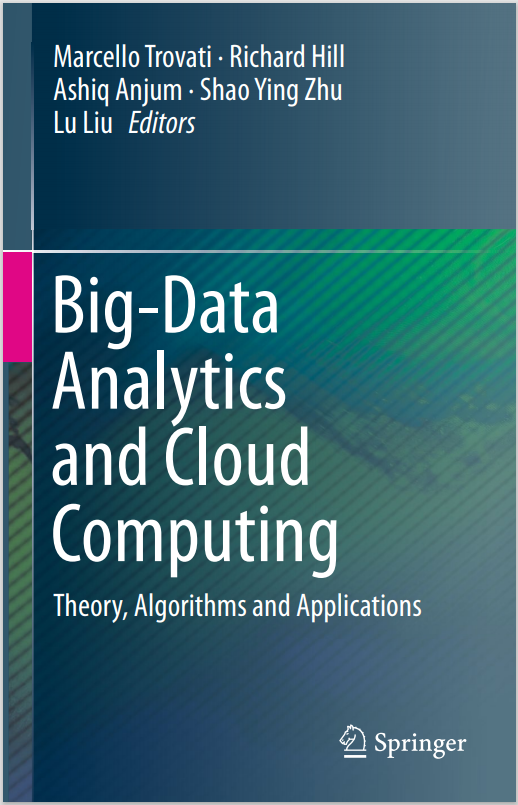 Marcello Trovati · Richard Hill
Ashiq Anjum · Shao Ying Zhu
Lu Liu Editors
Big-Data
Analytics
and Cloud
Computing
Theory, Algorithms and Applications
Springer